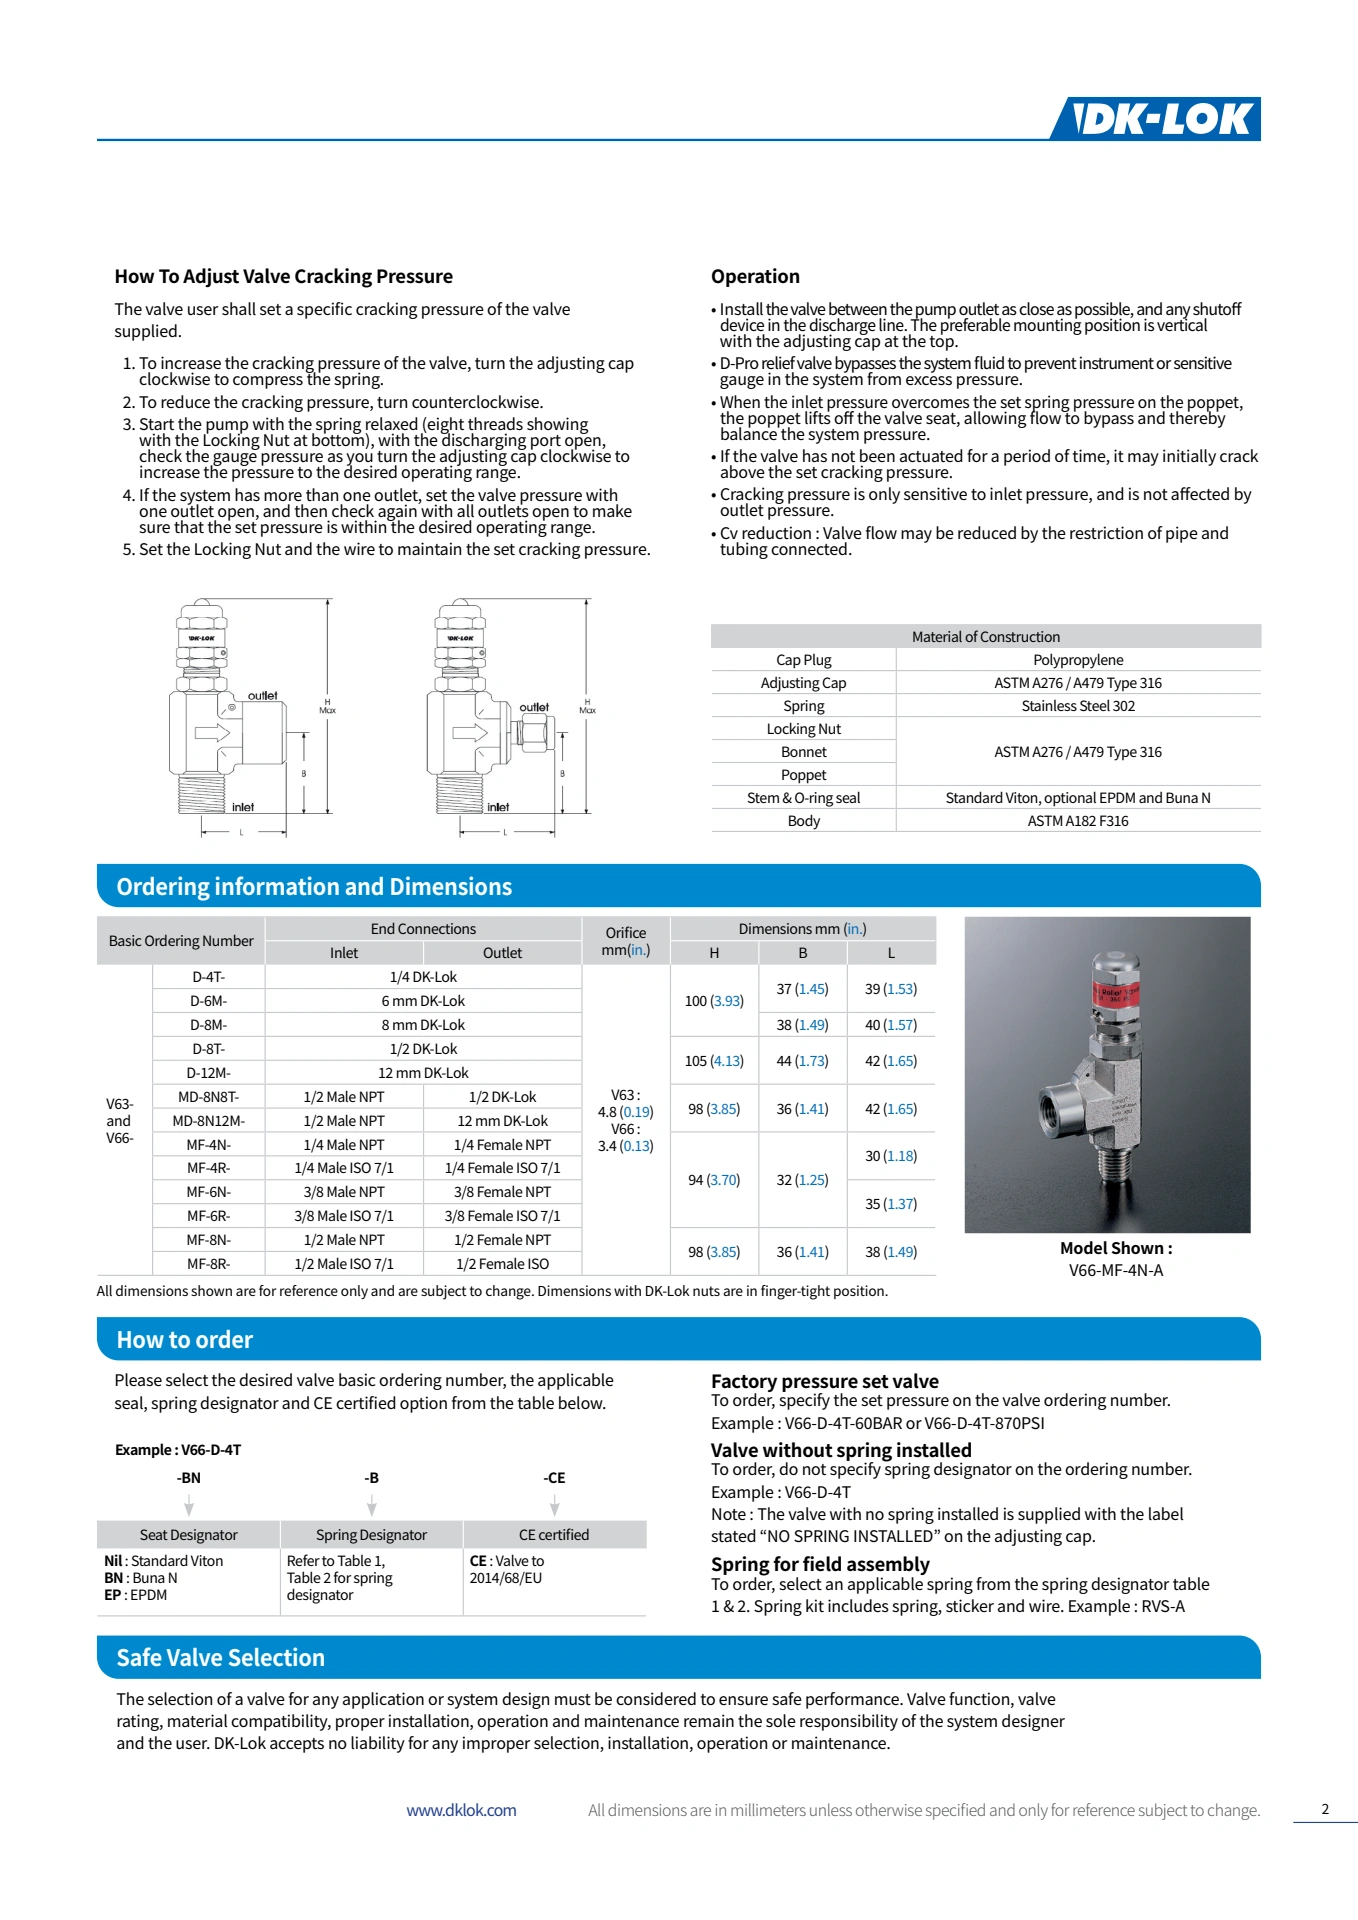 DK-LOK
How To Adjust Valve Cracking Pressure
The valve user shall set a specific cracking pressure of the valve
supplied.
1. To increase the cracking pressure of the valve, turn the adjusting cap
clockwise to compress the spring.
2. To reduce the cracking pressure, turn counterclockwise.
3. Start the pump with the spring relaxed (eight threads showing
with the Locking Nut at bottom), with the discharging port open,
check the gauge pressure as you turn the adjusting cap clockwise to
increase the pressure to the desired operating range.
4. If the system has more than one outlet, set the valve pressure with
one outlet open, and then check again with all outlets open to make
sure that the set pressure is within the desired operating range.
5. Set the Locking Nut and the wire to maintain the set cracking pressure.
Operation
• Install the valve between the pump outlet as close as possible, and any shutoff
device in the discharge line. The preferable mounting position is vertical
with the adjusting cap at the top.
• D-Pro relief valve bypasses the system fluid to prevent instrument or sensitive
gauge in the system from excess pressure.
• When the inlet pressure overcomes the set spring pressure on the poppet,
the poppet lifts off the valve seat, allowing flow to bypass and thereby
balance the system pressure.
• If the valve has not been actuated for a period of time, it may initially crack
above the set cracking pressure.
• Cracking pressure is only sensitive to inlet pressure, and is not affected by
outlet pressure.
• Cv reduction : Valve flow may be reduced by the restriction of pipe and
tubing connected.
DK-LOK
outlet
H
Max
B
inlet
L
DK-LOK
outlet
H
Max
B
inlet
L
Material of Construction
Cap Plug Polypropylene
Adjusting Cap ASTM A276 / A479 Type 316
Spring Stainless Steel 302
Locking Nut
Bonnet ASTM A276 / A479 Type 316
Poppet
Stem & O-ring seal Standard Viton, optional EPDM and Buna N
Body ASTM A182 F316
Ordering information and Dimensions
Basic Ordering Number End Connections Orifice mm(in.) Dimensions mm (in.)
Inlet Outlet H B L
V63-
and
V66-
D-4T- 1/4 DK-Lok 100 (3.93) 37 (1.45) 39 (1.53)
D-6M- 6 mm DK-Lok
D-8M- 8 mm DK-Lok 38 (1.49) 40 (1.57)
D-8T- 1/2 DK-Lok 105 (4.13) 44 (1.73) 42 (1.65)
D-12M- 12 mm DK-Lok
MD-8N8T- 1/2 Male NPT 1/2 DK-Lok 98 (3.85) 36 (1.41) 42 (1.65)
MD-8N12M- 1/2 Male NPT 12 mm DK-Lok
MF-4N- 1/4 Male NPT 1/4 Female NPT 94 (3.70) 32 (1.25) 30 (1.18)
MF-4R- 1/4 Male ISO 7/1 1/4 Female ISO 7/1
MF-6N- 3/8 Male NPT 3/8 Female NPT 35 (1.37)
MF-6R- 3/8 Male ISO 7/1 3/8 Female ISO 7/1
MF-8N- 1/2 Male NPT 1/2 Female NPT 98 (3.85) 36 (1.41) 38 (1.49)
MF-8R- 1/2 Male ISO 7/1 1/2 Female ISO
V63 :
4.8 (0.19)
V66 :
3.4 (0.13)
Relief
Model Shown :
V66-MF-4N-A
All dimensions shown are for reference only and are subject to change. Dimensions with DK-Lok nuts are in finger-tight position.
How to order
Please select the desired valve basic ordering number, the applicable
seal, spring designator and CE certified option from the table below.
Example : V66-D-4T
-BN -B -CE
Seat Designator Spring Designator CE certified
Nil : Standard Viton Refer to Table 1, CE : Valve to
BN : Buna N Table 2 for spring 2014/68/EU
EP : EPDM designator
Factory pressure set valve
To order, specify the set pressure on the valve ordering number.
Example : V66-D-4T-60BAR or V66-D-4T-870PSI
Valve without spring installed
To order, do not specify spring designator on the ordering number.
Example : V66-D-4T
Note : The valve with no spring installed is supplied with the label
stated “NO SPRING INSTALLED” on the adjusting cap.
Spring for field assembly
To order, select an applicable spring from the spring designator table
1 & 2. Spring kit includes spring, sticker and wire. Example : RVS-A
Safe Valve Selection
The selection of a valve for any application or system design must be considered to ensure safe performance. Valve function, valve
rating, material compatibility, proper installation, operation and maintenance remain the sole responsibility of the system designer
and the user. DK-Lok accepts no liability for any improper selection, installation, operation or maintenance.
www.dklok.com All dimensions are in millimeters unless otherwise specified and only for reference subject to change. 2